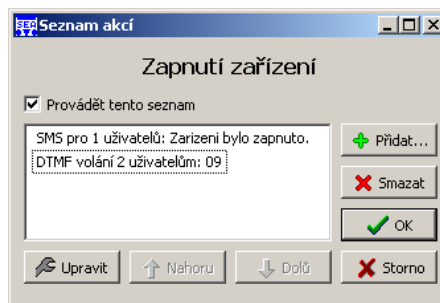 Seznam akcí
Zapnutí zařízení
Provádět tento seznam
SMS pro 1 uživatelů: Zarizeni bylo zapnuto.
DTMF volání 2 uživatelům: 09
Přidat...
Smazat
OK
Upravit
Nahoru
Dolů
Storno